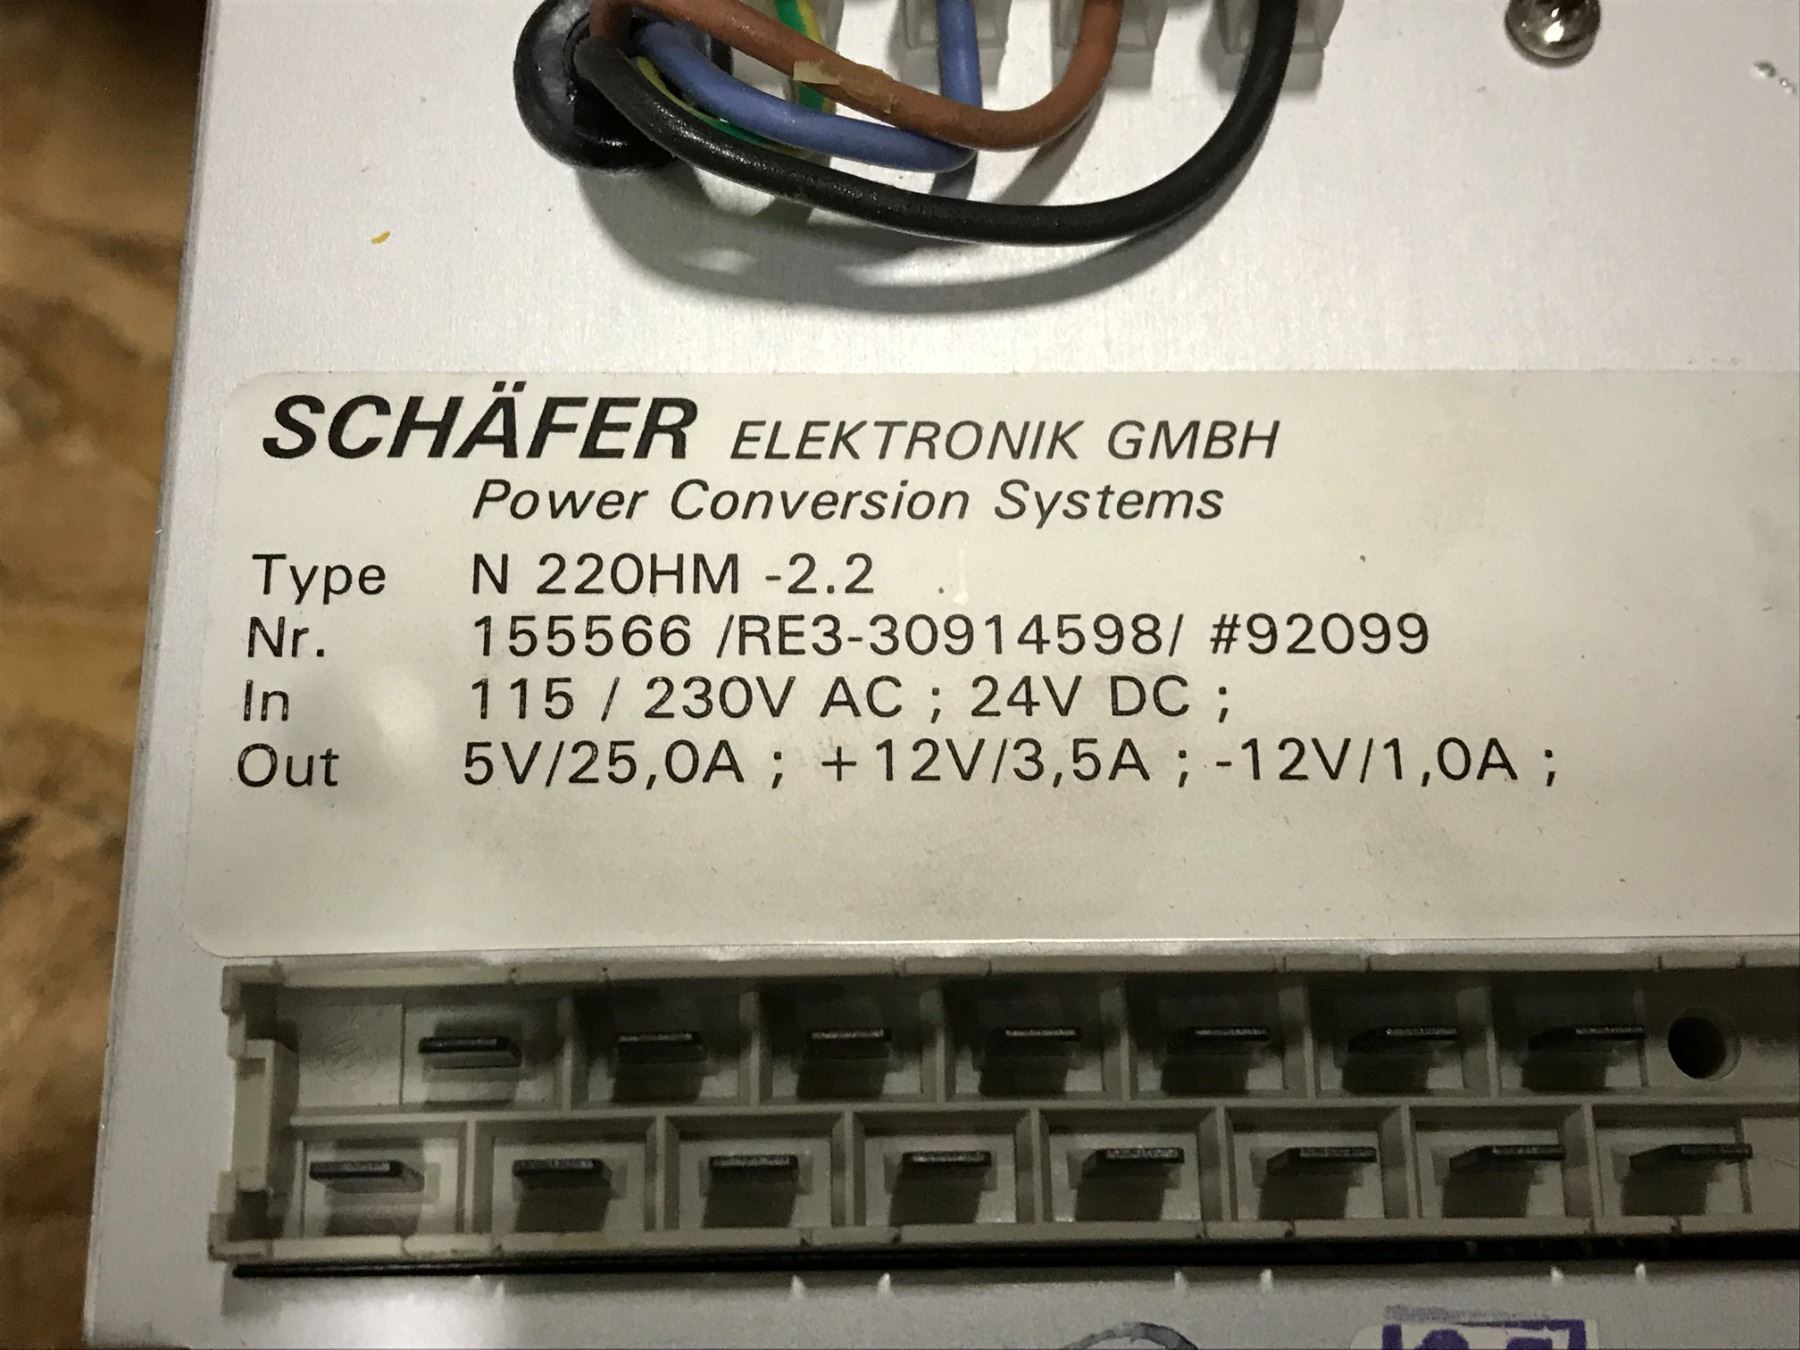 SCHÄFER ELEKTRONIK GMBH
Power Conversion Systems
Type N 220HM -2.2
Nr. 155566 /RE3-30914598/ #92099
In 115 / 230V AC ; 24V DC ;
Out 5V/25,0A ; +12V/3,5A ; -12V/1,0A ;